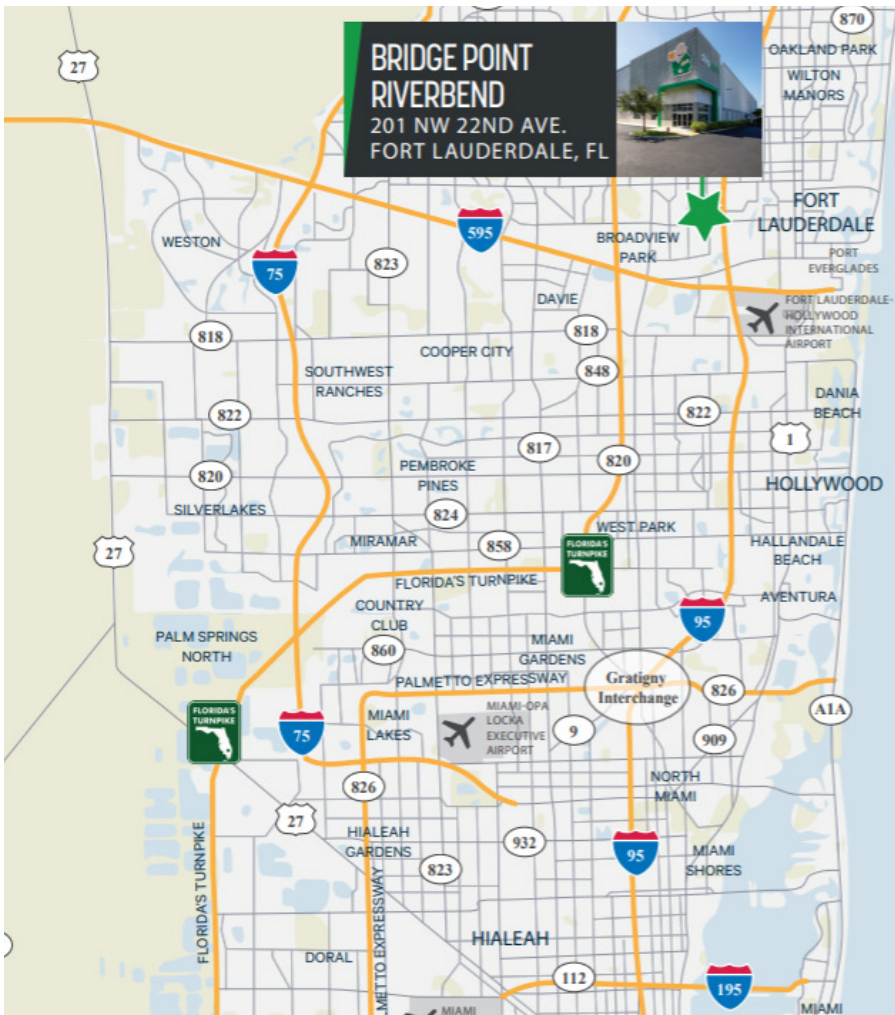 870
OAKLAND PARK
27
BRIDGE POINT
RIVERBEND
201 NW 22ND AVE.
FORT LAUDERDALE, FL
WILTON
MANORS
FORT
LAUDERDALE
595
WESTON
BROADVIEW
PARK
75
823
PORT
EVERGLADES
DAVIE
FORT LAUDERDALE-
HOLLYWOOD
INTERNATIONAL
AIRPORT
818
818
COOPER CITY
848
SOUTHWEST
RANCHES
DANIA
BEACH
822
822
1
817
820
820
PEMBROKE
PINES
HOLLYWOOD
SILVERLAKES
824
WEST PARK
MIRAMAR
858
FLORIDA'S
TURNPIKE
HALLANDALE
BEACH
27
FLORIDA'S TURNPIKE
AVENTURA
COUNTRY
CLUB
95
PALM SPRINGS
NORTH
860
MIAMI
GARDENS
PALMETTO EXPRESSWAY
Gratigny
Interchange
826
A1A
FLORIDA'S
TURNPIKE
75
MIAMI
LAKES
MIAMI-OPA
LOCKA
EXECUTIVE
AIRPORT
9
909
826
NORTH
MIAMI
27
HIALEAH
GARDENS
932
95
MIAMI
SHORES
823
FLORIDA'S TURNPIKE
HIALEAH
DORAL
METTO EXPRESSWAY
112
195
MIAMI
MIAMI